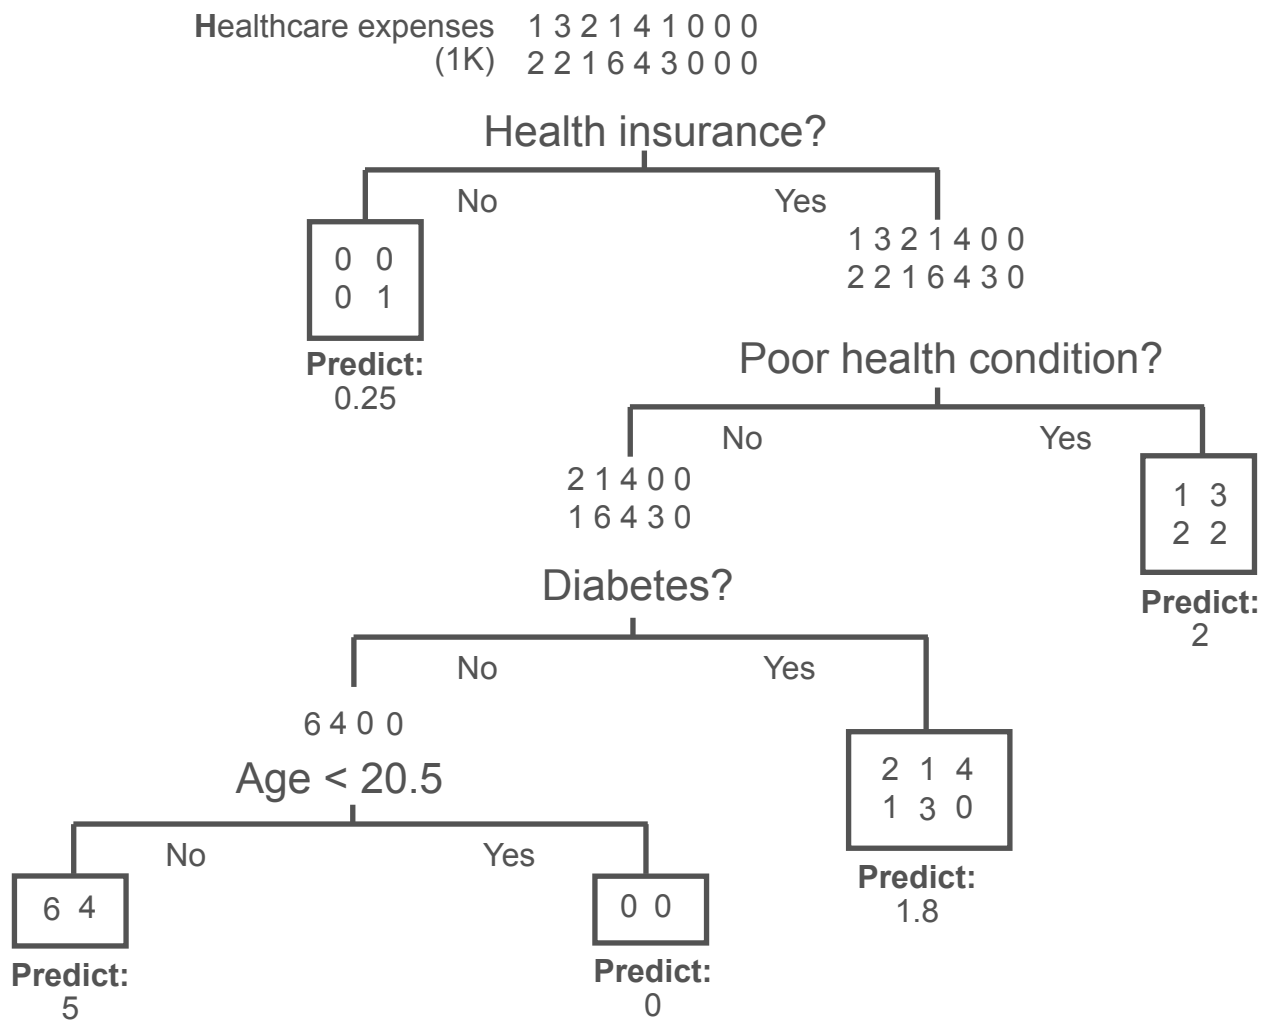 Healthcare expenses 1 3 2 1 4 1 0 0 0
(1K) 2 2 1 6 4 3 0 0 0
Health insurance?
No
Yes
0 0
0 1
Predict:
0.25
1 3 2 1 4 0 0
2 2 1 6 4 3 0
Poor health condition?
No
Yes
2 1 4 0 0
1 6 4 3 0
1 3
2 2
Predict:
2
Diabetes?
No
Yes
6 4 0 0
Age < 20.5
2 1 4
1 3 0
Predict:
1.8
No
Yes
6 4
Predict:
5
0 0
Predict:
0